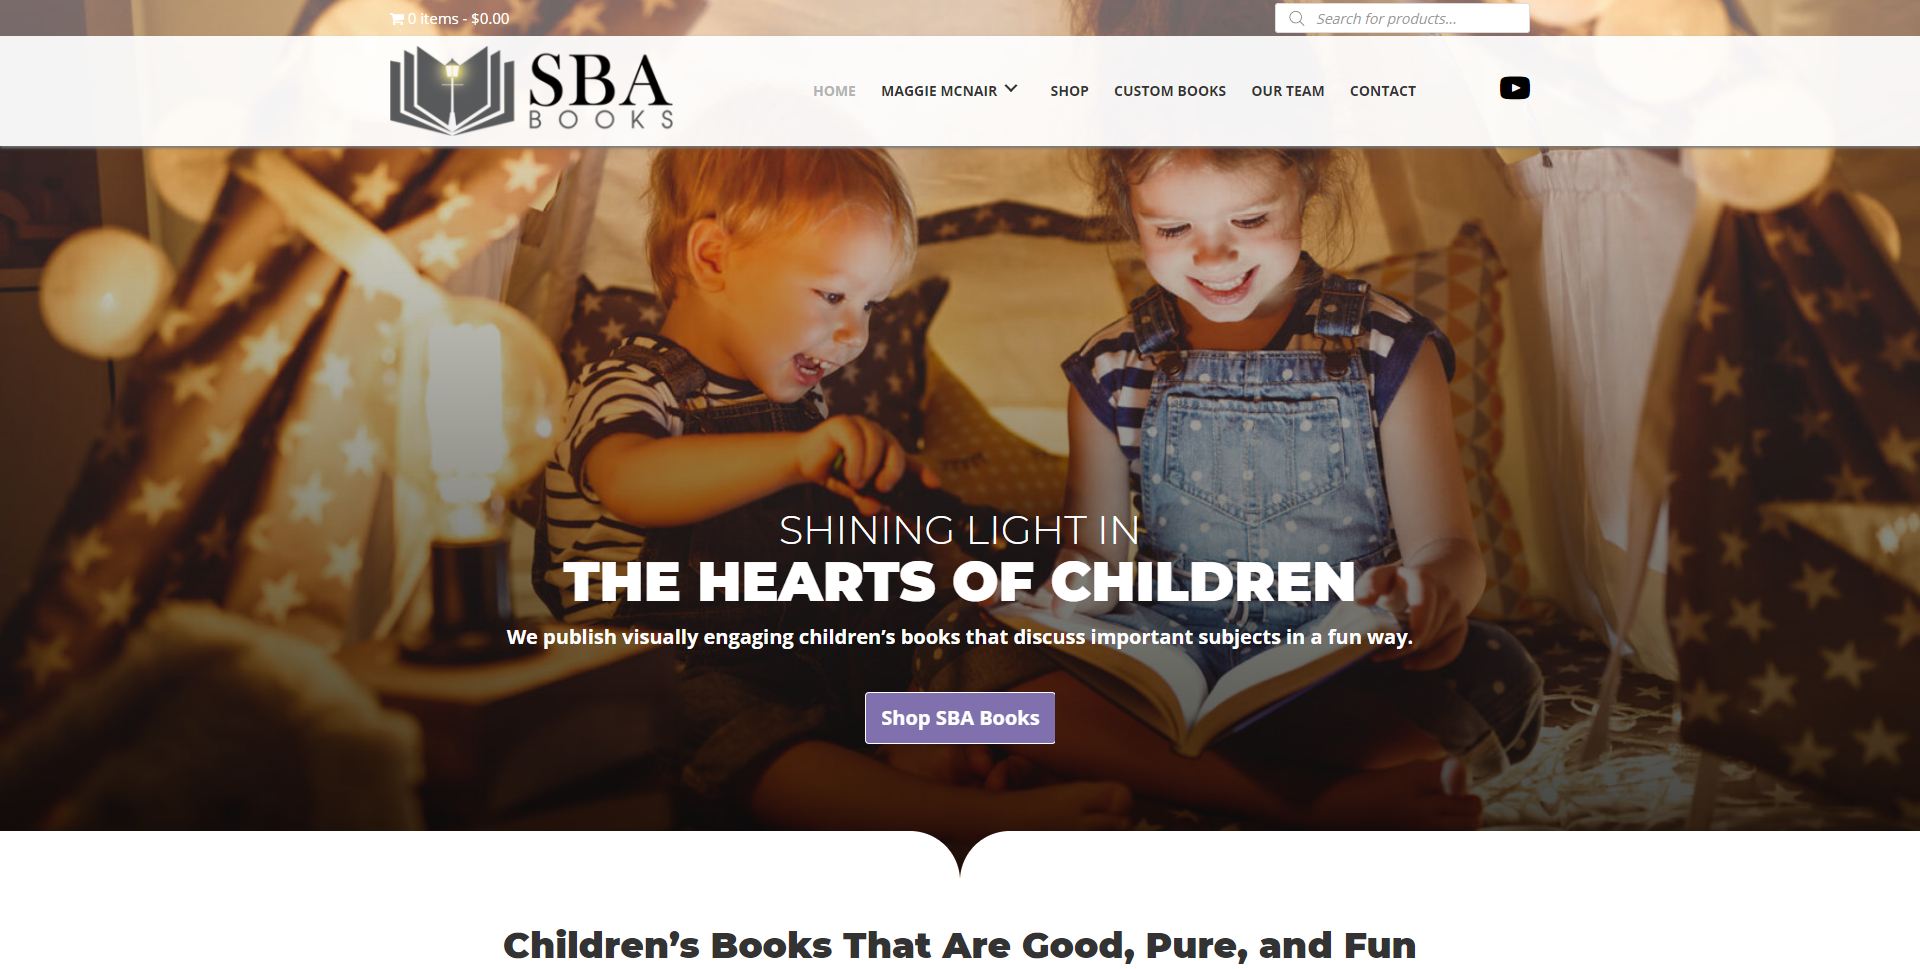 0 items - $0.00
Search for products...
SBA
BOOKS
HOME MAGGIE MCNAIR SHOP CUSTOM BOOKS OUR TEAM CONTACT
SHINING LIGHT IN
THE HEARTS OF CHILDREN
We publish visually engaging children’s books that discuss important subjects in a fun way.
Shop SBA Books
Children’s Books That Are Good, Pure, and Fun